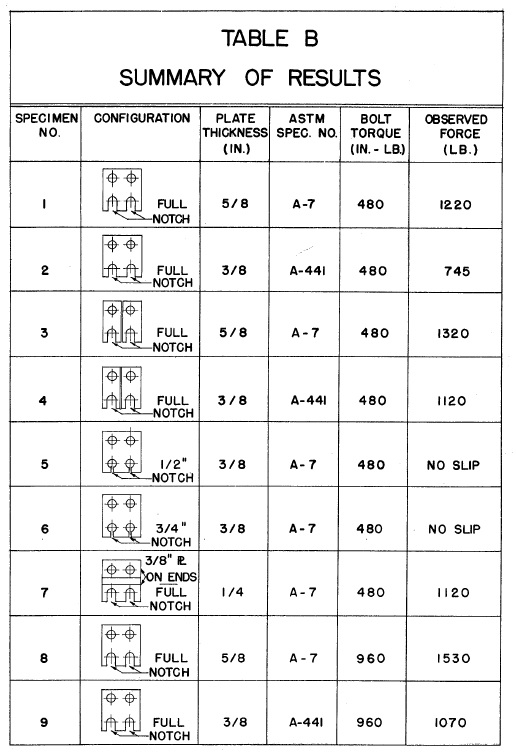 TABLE B
SUMMARY OF RESULTS
SPECIMEN NO. CONFIGURATION PLATE THICKNESS (IN.) ASTM SPEC. NO. BOLT TORQUE (IN. - LB.) OBSERVED FORCE (LB.)
1 FULL NOTCH 5/8 A-7 480 1220
2 FULL NOTCH 3/8 A-441 480 745
3 FULL NOTCH 5/8 A-7 480 1320
4 FULL NOTCH 3/8 A-441 480 1120
5 1/2" NOTCH 3/8 A-7 480 NO SLIP
6 3/4" NOTCH 3/8 A-7 480 NO SLIP
7 3/8" ℞ ON ENDS FULL NOTCH 1/4 A-7 480 1120
8 FULL NOTCH 5/8 A-7 960 1530
9 FULL NOTCH 3/8 A-441 960 1070